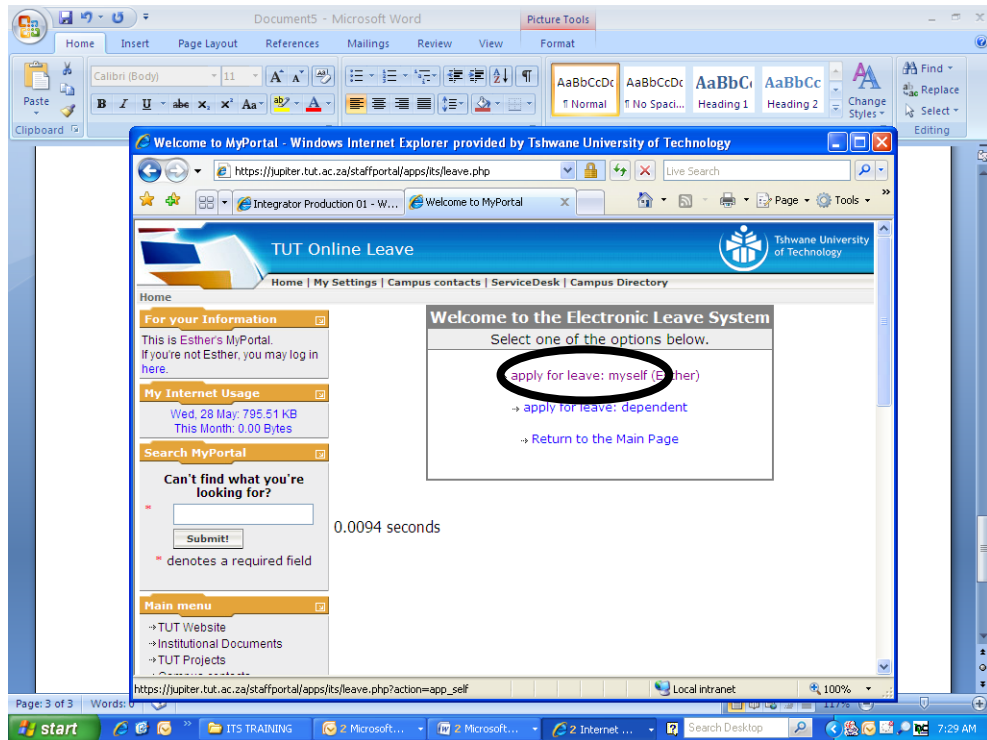 Document5 - Microsoft Word
Picture Tools
Home Insert Page Layout References Mailings Review View Format
Calibri (Body) 11
AaBbCcDc AaBbCcDc AaBbC AaBbCc
¶ Normal ¶ No Spaci... Heading 1 Heading 2
Paste
Change
Styles
Find
Replace
Select
Clipboard
Editing
Welcome to MyPortal - Windows Internet Explorer provided by Tshwane University of Technology
https://jupiter.tut.ac.za/staffportal/apps/its/leave.php
Live Search
Integrator Production 01 - W...
Welcome to MyPortal
Page Tools
TUT Online Leave
Tshwane University
of Technology
Home | My Settings | Campus contacts | ServiceDesk | Campus Directory
Home
For your Information
This is Esther's MyPortal.
If you're not Esther, you may log in
here.
My Internet Usage
Wed, 28 May: 795.51 KB
This Month: 0.00 Bytes
Search MyPortal
Can't find what you're
looking for?
*
Submit!
* denotes a required field
Main menu
TUT Website
Institutional Documents
TUT Projects
Welcome to the Electronic Leave System
Select one of the options below.
apply for leave: myself (Esther)
apply for leave: dependent
Return to the Main Page
0.0094 seconds
https://jupiter.tut.ac.za/staffportal/apps/its/leave.php?action=app_self
Local intranet
100%
Page: 3 of 3 Words: 0
117%
start
ITS TRAINING
2 Microsoft...
2 Microsoft...
2 Internet ...
Search Desktop
7:29 AM